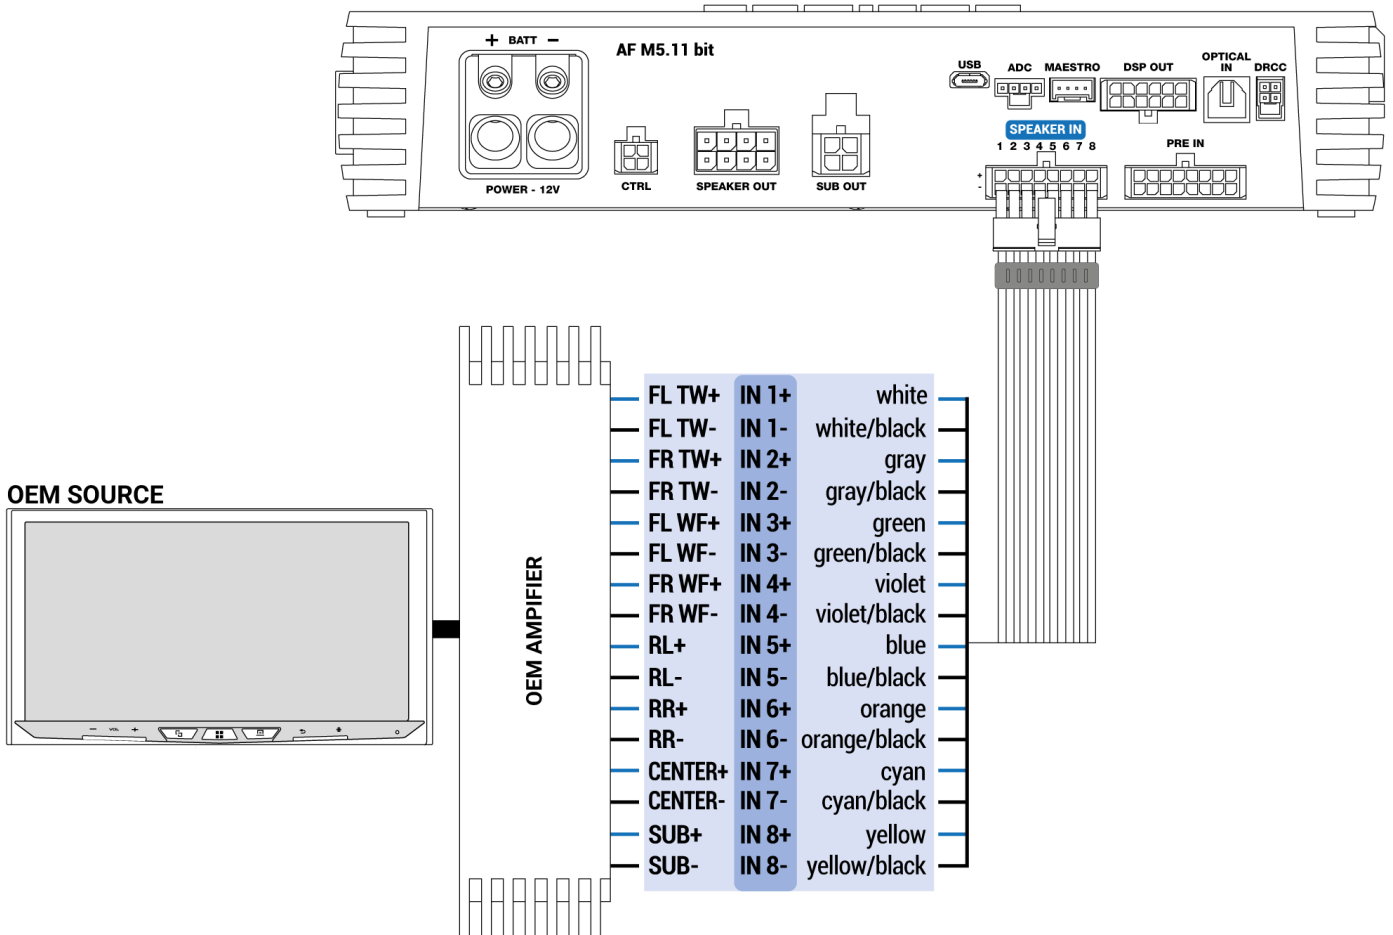 + BATT −
AF M5.11 bit
USB
ADC
MAESTRO
DSP OUT
OPTICAL
IN
DRCC
SPEAKER IN
1 2 3 4 5 6 7 8
PRE IN
+
-
POWER - 12V
CTRL
SPEAKER OUT
SUB OUT
OEM SOURCE
− VOL +
OEM AMPIFIER
FL TW+ IN 1+ white
FL TW- IN 1- white/black
FR TW+ IN 2+ gray
FR TW- IN 2- gray/black
FL WF+ IN 3+ green
FL WF- IN 3- green/black
FR WF+ IN 4+ violet
FR WF- IN 4- violet/black
RL+ IN 5+ blue
RL- IN 5- blue/black
RR+ IN 6+ orange
RR- IN 6- orange/black
CENTER+ IN 7+ cyan
CENTER- IN 7- cyan/black
SUB+ IN 8+ yellow
SUB- IN 8- yellow/black